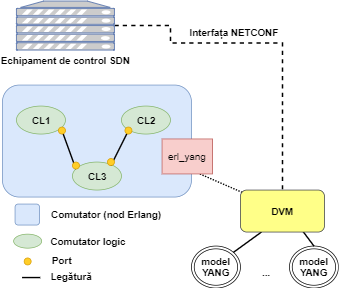 Interfața NETCONF
Echipament de control SDN
CL1
CL2
CL3
erl_yang
DVM
Comutator (nod Erlang)
Comutator logic
Port
Legătură
model
YANG
...
model
YANG